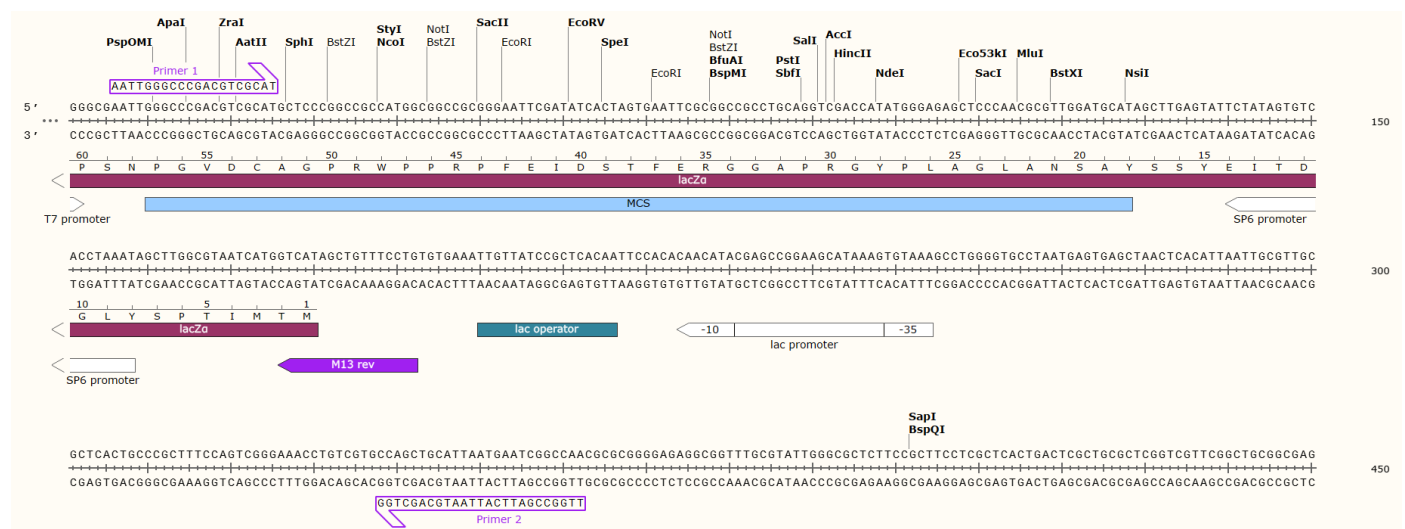 ApaI ZraI SacII EcoRV
StyI NotI NotI SalI AccI
PspOMI AatII SphI BstZI NcoI BstZI EcoRI SpeI BstZI HincII Eco53kI MluI
BfuAI PstI
EcoRI BspMI SbfI NdeI SacI BstXI NsiI
Primer 1
AATTGGGCCCGACGTCGCAT
5' GGGCGAATTGGGCCCGACGTCGCATGCTCCCGGCCGCCATGGCGGCCGCGGGAATTCGATATCACTAGTGAATTCGCGGCCGCCTGCAGGTCGACCATATGGGAGAGCTCCCAACGCGTTGGATGCATAGCTTGAGTATTCTATAGTGTC
150
3' CCCGCTTAACCCGGGCTGCAGCGTACGAGGGCCGGCGGTACCGCCGGCGCCCTTAAGCTATAGTGATCACTTAAGCGCCGGCGGACGTCCAGCTGGTATACCCTCTCGAGGGTTGCGCAACCTACGTATCGAACTCATAAGATATCACAG
60 55 50 45 40 35 30 25 20 15
P S N P G V D C A G P R W P P R P F E I D S T F E R G G A P R G Y P L A G L A N S A Y S S Y E I T D
lacZα
MCS
T7 promoter SP6 promoter
ACCTAAATAGCTTGGCGTAATCATGGTCATAGCTGTTTCCTGTGTGAAATTGTTATCCGCTCACAATTCCACACAACATACGAGCCGGAAGCATAAAGTGTAAAGCCTGGGGTGCCTAATGAGTGAGCTAACTCACATTAATTGCGTTGC
300
TGGATTTATCGAACCGCATTAGTACCAGTATCGACAAAGGACACACTTTAACAATAGGCGAGTGTTAAGGTGTGTTGTATGCTCGGCCTTCGTATTTCACATTTCGGACCCCACGGATTACTCACTCGATTGAGTGTAATTAACGCAACG
10 5 1
G L Y S P T I M T M
lacZα lac operator -10 -35
lac promoter
M13 rev
SP6 promoter
SapI
BspQI
GCTCACTGCCCGCTTTCCAGTCGGGAAACCTGTCGTGCCAGCTGCATTAATGAATCGGCCAACGCGCGGGGAGAGGCGGTTTGCGTATTGGGCGCTCTTCCGCTTCCTCGCTCACTGACTCGCTGCGCTCGGTCGTTCGGCTGCGGCGAG
450
CGAGTGACGGGCGAAAGGTCAGCCCTTTGGACAGCACGGTCGACGTAATTACTTAGCCGGTTGCGCGCCCCTCTCCGCCAAACGCATAACCCGCGAGAAGGCGAAGGAGCGAGTGACTGAGCGACGCGAGCCAGCAAGCCGACGCCGCTC
GGTCGACGTAATTACTTAGCCGGTT
Primer 2